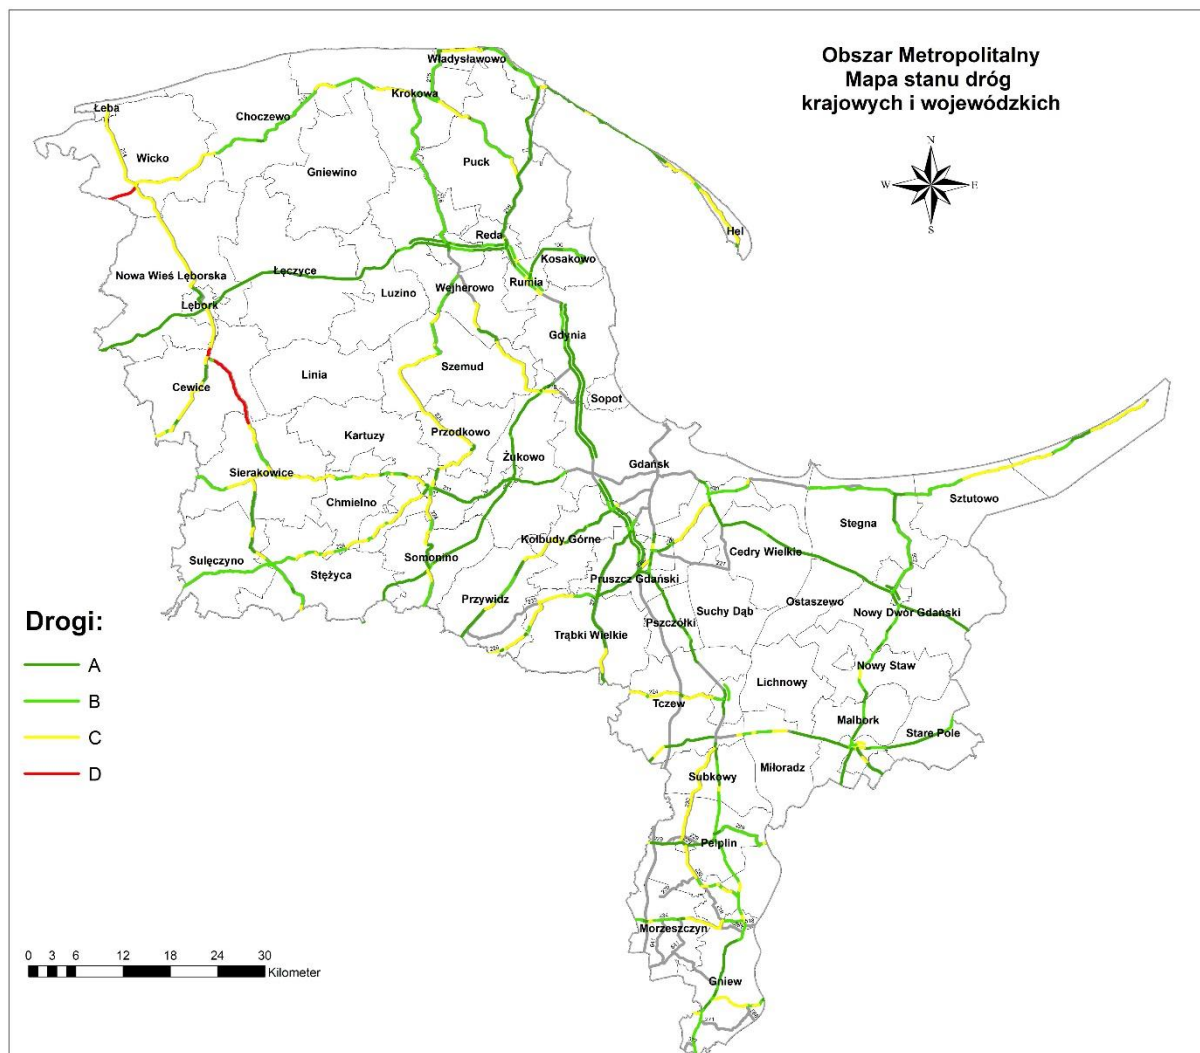 Obszar Metropolitalny
Mapa stanu dróg
krajowych i wojewódzkich
N
W
E
S
Władysławowo
Krokowa
Łeba
Choczewo
Wicko
Puck
Gniewino
Hel
Reda
Kosakowo
Nowa Wieś Lęborska
Łęczyce
Rumia
Luzino
Wejherowo
Lębork
Gdynia
Szemud
Linia
Cewice
Sopot
Przodkowo
Kartuzy
Żukowo
Gdańsk
Sierakowice
Chmielno
Sztutowo
Stegna
Kolbudy Górne
Cedry Wielkie
Sulęczyno
Somonino
Stężyca
Pruszcz Gdański
Przywidz
Ostaszewo
Suchy Dąb
Nowy Dwór Gdański
Pszczółki
Trąbki Wielkie
Nowy Staw
Lichnowy
Tczew
Malbork
Stare Pole
Subkowy
Miłoradz
Pelplin
Morzeszczyn
Gniew
Drogi:
A
B
C
D
0 3 6 12 18 24 30
Kilometer